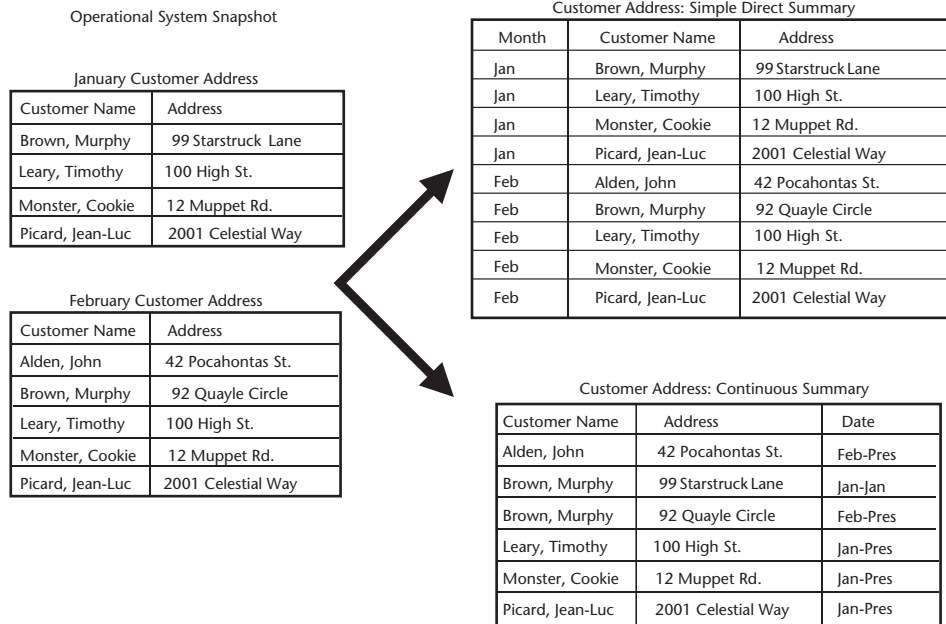 Operational System Snapshot
January Customer Address
Customer Name Address
Brown, Murphy 99 Starstruck Lane
Leary, Timothy 100 High St.
Monster, Cookie 12 Muppet Rd.
Picard, Jean-Luc 2001 Celestial Way
February Customer Address
Customer Name Address
Alden, John 42 Pocahontas St.
Brown, Murphy 92 Quayle Circle
Leary, Timothy 100 High St.
Monster, Cookie 12 Muppet Rd.
Picard, Jean-Luc 2001 Celestial Way
Customer Address: Simple Direct Summary
Month Customer Name Address
Jan Brown, Murphy 99 Starstruck Lane
Jan Leary, Timothy 100 High St.
Jan Monster, Cookie 12 Muppet Rd.
Jan Picard, Jean-Luc 2001 Celestial Way
Feb Alden, John 42 Pocahontas St.
Feb Brown, Murphy 92 Quayle Circle
Feb Leary, Timothy 100 High St.
Feb Monster, Cookie 12 Muppet Rd.
Feb Picard, Jean-Luc 2001 Celestial Way
Customer Address: Continuous Summary
Customer Name Address Date
Alden, John 42 Pocahontas St. Feb-Pres
Brown, Murphy 99 Starstruck Lane Jan-Jan
Brown, Murphy 92 Quayle Circle Feb-Pres
Leary, Timothy 100 High St. Jan-Pres
Monster, Cookie 12 Muppet Rd. Jan-Pres
Picard, Jean-Luc 2001 Celestial Way Jan-Pres